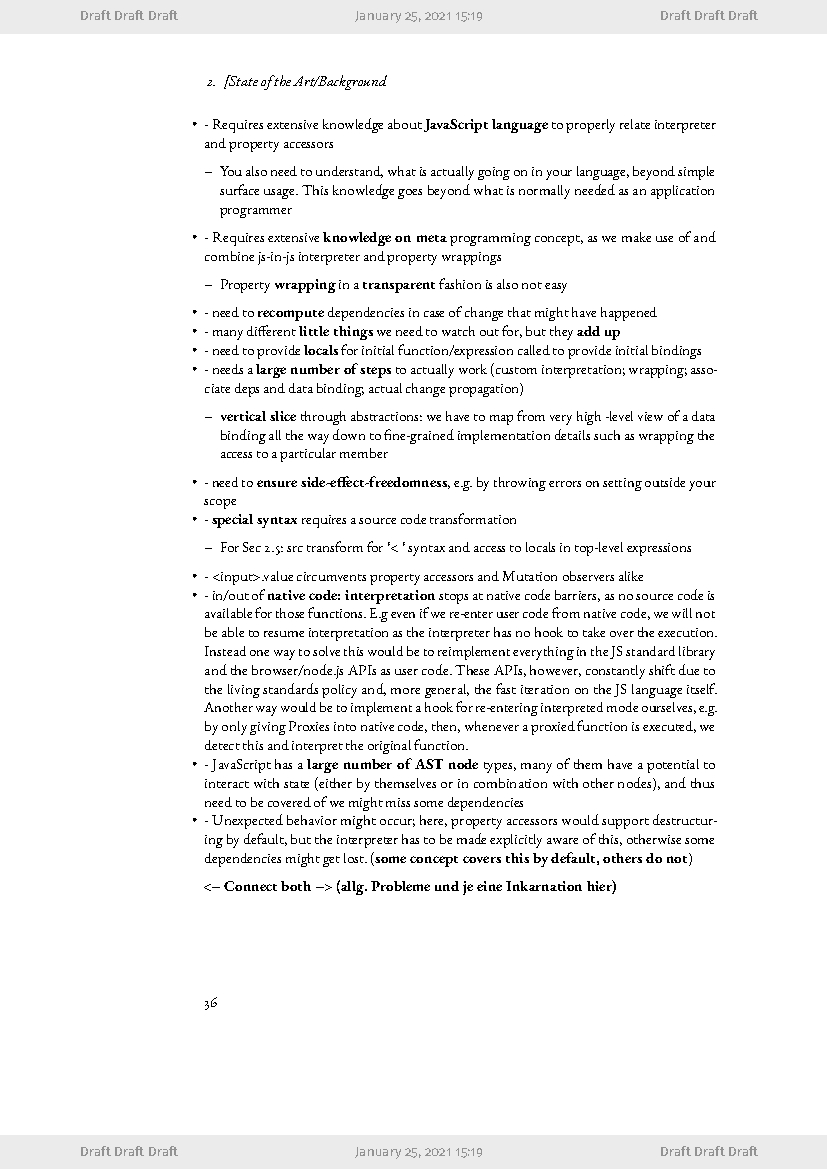 Draft Draft Draft January 25, 2021 15:19 Draft Draft Draft
2. [State of the Art/Background
• - Requires extensive knowledge about JavaScript language to properly relate interpreter
and property accessors
– You also need to understand, what is actually going on in your language, beyond simple
surface usage. This knowledge goes beyond what is normally needed as an application
programmer
• - Requires extensive knowledge on meta programming concept, as we make use of and
combine js-in-js interpreter and property wrappings
– Property wrapping in a transparent fashion is also not easy
• - need to recompute dependencies in case of change that might have happened
• - many different little things we need to watch out for, but they add up
• - need to provide locals for initial function/expression called to provide initial bindings
• - needs a large number of steps to actually work (custom interpretation; wrapping; asso-
ciate deps and data binding; actual change propagation)
– vertical slice through abstractions: we have to map from very high -level view of a data
binding all the way down to fine-grained implementation details such as wrapping the
access to a particular member
• - need to ensure side-effect-freedomness, e.g. by throwing errors on setting outside your
scope
• - special syntax requires a source code transformation
– For Sec 2.5: src transform for '< ' syntax and access to locals in top-level expressions
• - <input>.value circumvents property accessors and Mutation observers alike
• - in/out of native code: interpretation stops at native code barriers, as no source code is
available for those functions. E.g even if we re-enter user code from native code, we will not
be able to resume interpretation as the interpreter has no hook to take over the execution.
Instead one way to solve this would be to reimplement everything in the JS standard library
and the browser/node.js APIs as user code. These APIs, however, constantly shift due to
the living standards policy and, more general, the fast iteration on the JS language itself.
Another way would be to implement a hook for re-entering interpreted mode ourselves, e.g.
by only giving Proxies into native code, then, whenever a proxied function is executed, we
detect this and interpret the original function.
• - JavaScript has a large number of AST node types, many of them have a potential to
interact with state (either by themselves or in combination with other nodes), and thus
need to be covered of we might miss some dependencies
• - Unexpected behavior might occur; here, property accessors would support destructur-
ing by default, but the interpreter has to be made explicitly aware of this, otherwise some
dependencies might get lost. (some concept covers this by default, others do not)
<– Connect both –> (allg. Probleme und je eine Inkarnation hier)
36
Draft Draft Draft January 25, 2021 15:19 Draft Draft Draft